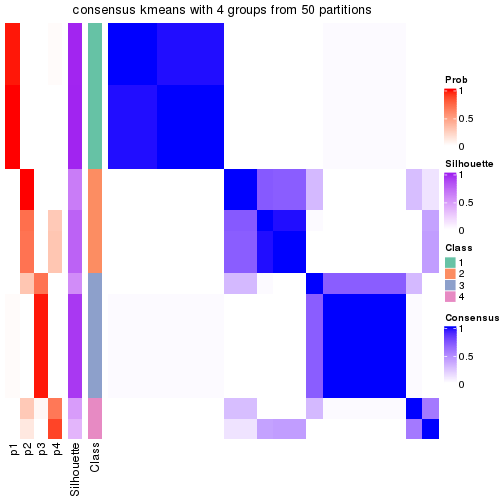 consensus kmeans with 4 groups from 50 partitions
Prob
1
0.5
0
Silhouette
1
0.5
0
Class
1
2
3
4
Consensus
1
0.5
0
p1
p2
p3
p4
Silhouette
Class